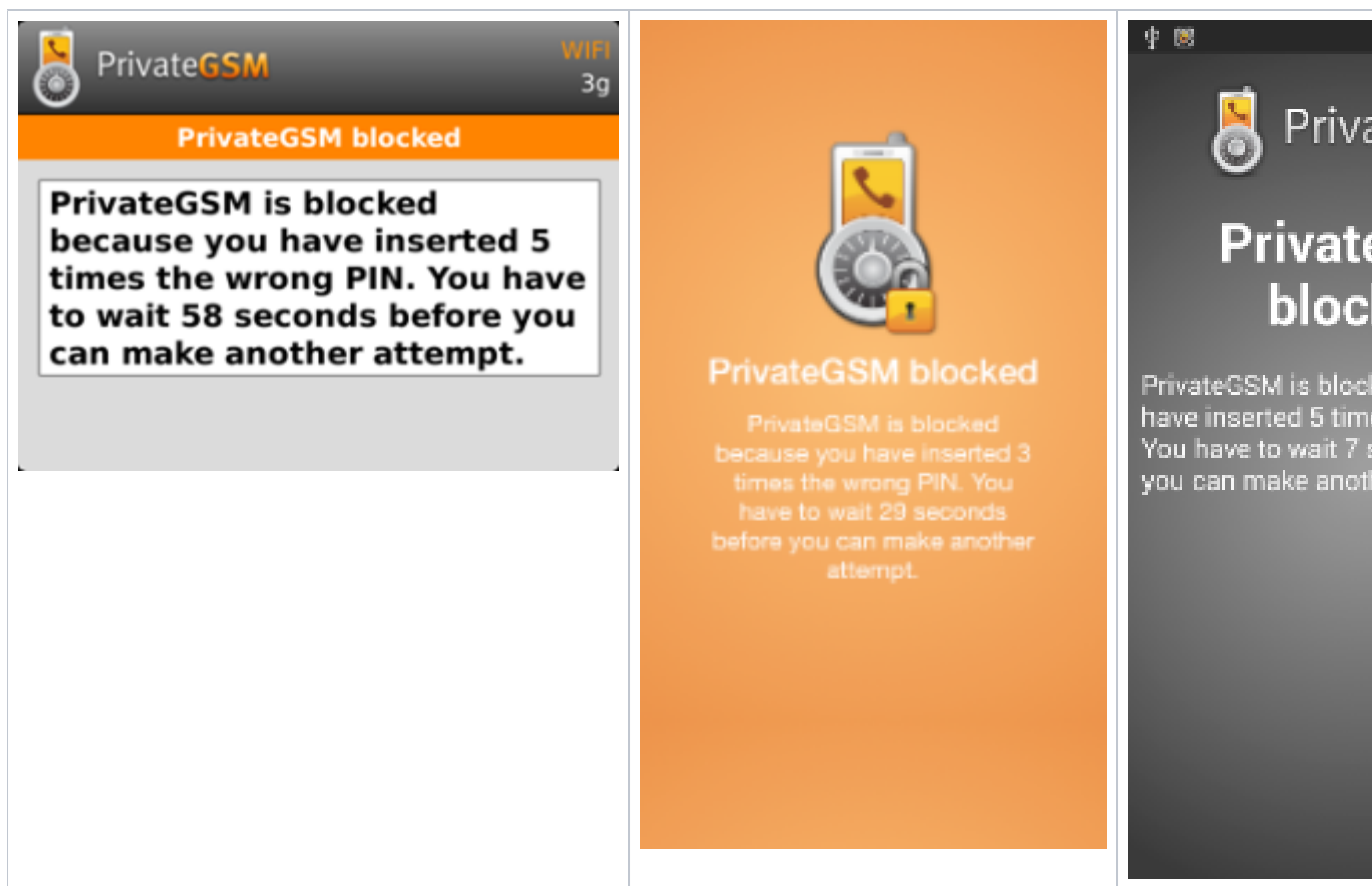 PrivateGSM
WIFI
3g
PrivateGSM blocked
PrivateGSM is blocked
because you have inserted 5
times the wrong PIN. You have
to wait 58 seconds before you
can make another attempt.
PrivateGSM blocked
PrivateGSM is blocked
because you have inserted 3
times the wrong PIN. You
have to wait 29 seconds
before you can make another
attempt.
Priva
Private
bloc
PrivateGSM is block
have inserted 5 time
You have to wait 7 s
you can make anoth